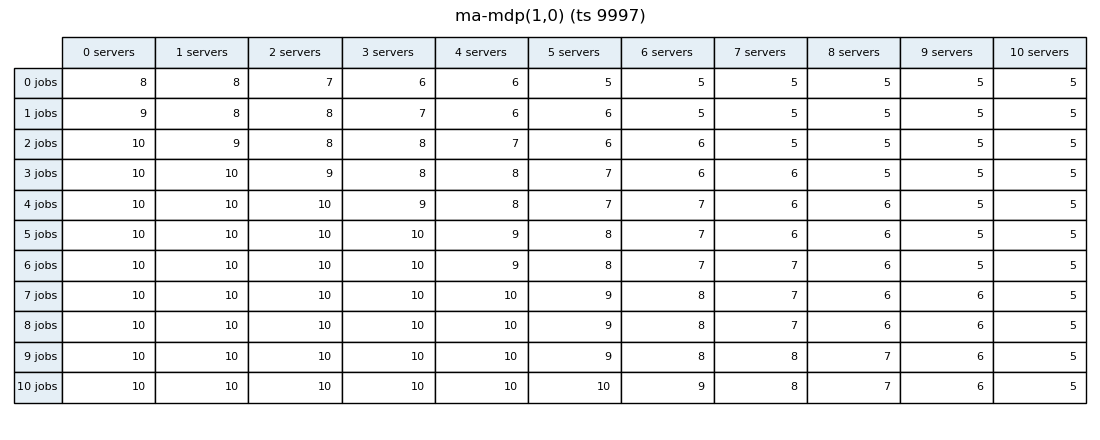 ma-mdp(1,0) (ts 9997)
0 servers 1 servers 2 servers 3 servers 4 servers 5 servers 6 servers 7 servers 8 servers 9 servers 10 servers
0 jobs 8 8 7 6 6 5 5 5 5 5 5
1 jobs 9 8 8 7 6 6 5 5 5 5 5
2 jobs 10 9 8 8 7 6 6 5 5 5 5
3 jobs 10 10 9 8 8 7 6 6 5 5 5
4 jobs 10 10 10 9 8 7 7 6 6 5 5
5 jobs 10 10 10 10 9 8 7 6 6 5 5
6 jobs 10 10 10 10 9 8 7 7 6 5 5
7 jobs 10 10 10 10 10 9 8 7 6 6 5
8 jobs 10 10 10 10 10 9 8 7 6 6 5
9 jobs 10 10 10 10 10 9 8 8 7 6 5
10 jobs 10 10 10 10 10 10 9 8 7 6 5